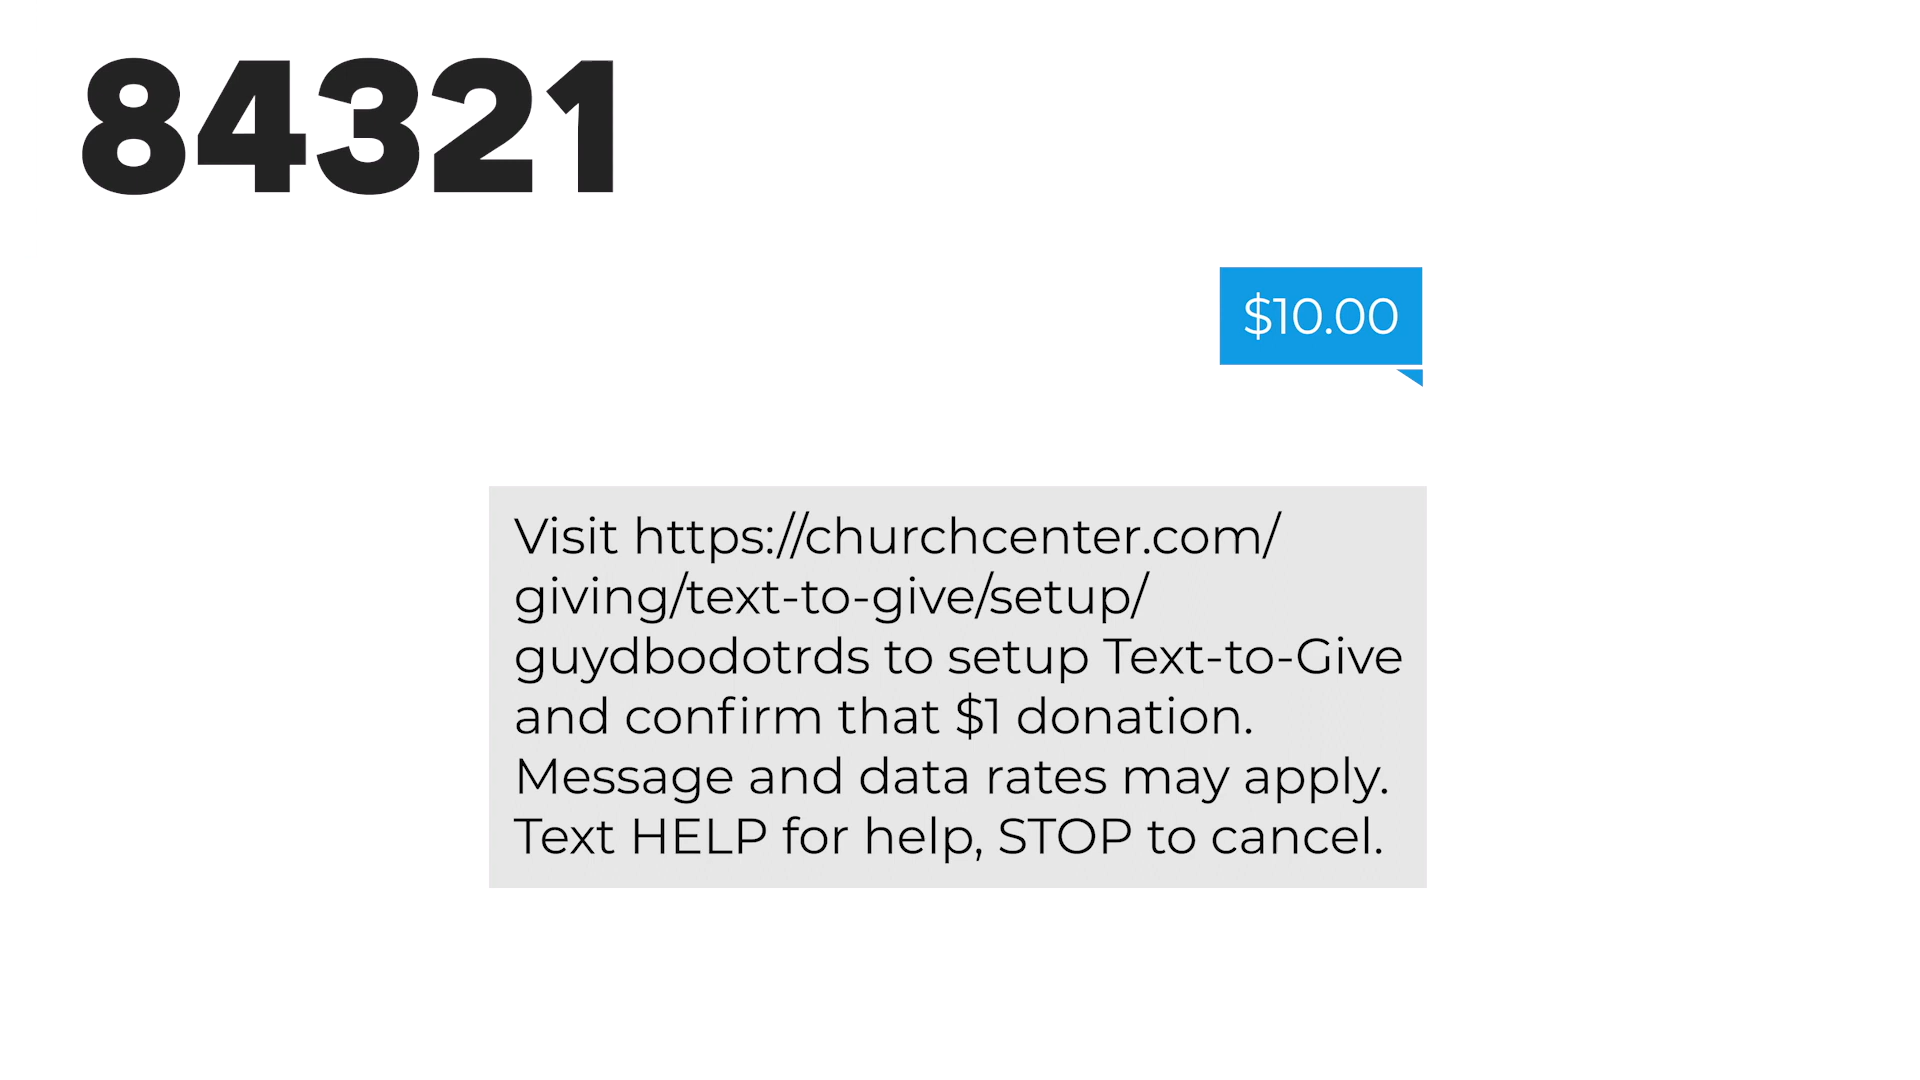 84321
$10.00
Visit https://churchcenter.com/
giving/text-to-give/setup/
guydbodotrds to setup Text-to-Give
and confirm that $1 donation.
Message and data rates may apply.
Text HELP for help, STOP to cancel.